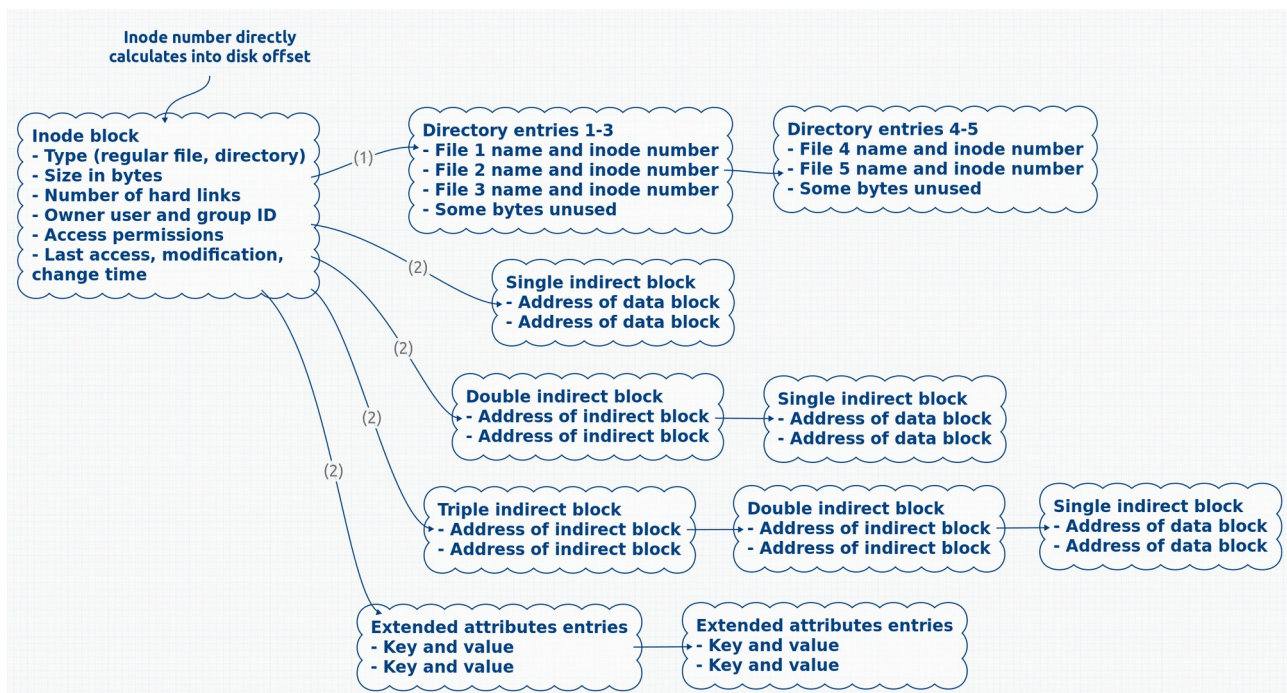 Inode number directly
calculates into disk offset
Inode block
- Type (regular file, directory)
- Size in bytes
- Number of hard links
- Owner user and group ID
- Access permissions
- Last access, modification,
change time
(1)
Directory entries 1-3
- File 1 name and inode number
- File 2 name and inode number
- File 3 name and inode number
- Some bytes unused
Directory entries 4-5
- File 4 name and inode number
- File 5 name and inode number
- Some bytes unused
(2)
Single indirect block
- Address of data block
- Address of data block
(2)
Double indirect block
- Address of indirect block
- Address of indirect block
Single indirect block
- Address of data block
- Address of data block
(2)
Triple indirect block
- Address of indirect block
- Address of indirect block
Double indirect block
- Address of indirect block
- Address of indirect block
Single indirect block
- Address of data block
- Address of data block
(2)
Extended attributes entries
- Key and value
- Key and value
Extended attributes entries
- Key and value
- Key and value